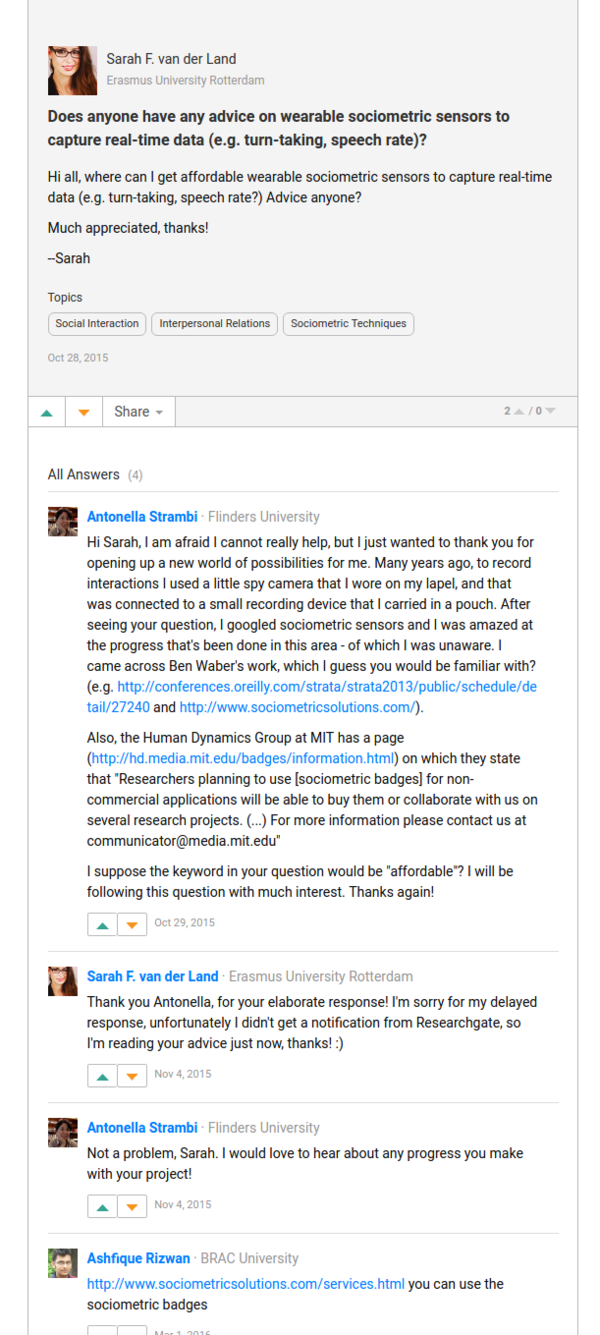 Sarah F. van der Land
Erasmus University Rotterdam
Does anyone have any advice on wearable sociometric sensors to
capture real-time data (e.g. turn-taking, speech rate)?
Hi all, where can I get affordable wearable sociometric sensors to capture real-time
data (e.g. turn-taking, speech rate?) Advice anyone?
Much appreciated, thanks!
--Sarah
Topics
Social Interaction Interpersonal Relations Sociometric Techniques
Oct 28, 2015
Share 2 / 0
All Answers (4)
Antonella Strambi · Flinders University
Hi Sarah, I am afraid I cannot really help, but I just wanted to thank you for
opening up a new world of possibilities for me. Many years ago, to record
interactions I used a little spy camera that I wore on my lapel, and that
was connected to a small recording device that I carried in a pouch. After
seeing your question, I googled sociometric sensors and I was amazed at
the progress that's been done in this area - of which I was unaware. I
came across Ben Waber's work, which I guess you would be familiar with?
(e.g. http://conferences.oreilly.com/strata/strata2013/public/schedule/de
tail/27240 and http://www.sociometricsolutions.com/).
Also, the Human Dynamics Group at MIT has a page
(http://hd.media.mit.edu/badges/information.html) on which they state
that "Researchers planning to use [sociometric badges] for non-
commercial applications will be able to buy them or collaborate with us on
several research projects. (...) For more information please contact us at
communicator@media.mit.edu"
I suppose the keyword in your question would be "affordable"? I will be
following this question with much interest. Thanks again!
Oct 29, 2015
Sarah F. van der Land · Erasmus University Rotterdam
Thank you Antonella, for your elaborate response! I'm sorry for my delayed
response, unfortunately I didn't get a notification from Researchgate, so
I'm reading your advice just now, thanks! :)
Nov 4, 2015
Antonella Strambi · Flinders University
Not a problem, Sarah. I would love to hear about any progress you make
with your project!
Nov 4, 2015
Ashfique Rizwan · BRAC University
http://www.sociometricsolutions.com/services.html you can use the
sociometric badges
Mar 1, 2016